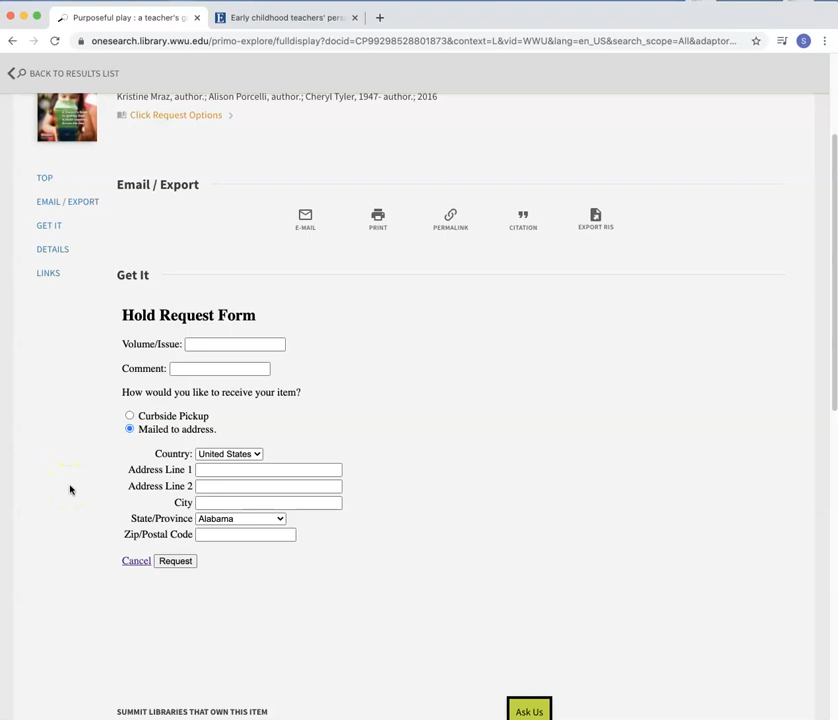 Purposeful play : a teacher's g
Early childhood teachers' pers
onesearch.library.wwu.edu/primo-explore/fulldisplay?docid=CP99298528801873&context=L&vid=WWU&lang=en_US&search_scope=All&adaptor...
S
BACK TO RESULTS LIST
Kristine Mraz, author.; Alison Porcelli, author.; Cheryl Tyler, 1947- author.; 2016
Click Request Options
TOP
EMAIL / EXPORT
GET IT
DETAILS
LINKS
Email / Export
E-MAIL
PRINT
PERMALINK
CITATION
EXPORT RIS
Get It
Hold Request Form
Volume/Issue:
Comment:
How would you like to receive your item?
Curbside Pickup
Mailed to address.
Country: United States
Address Line 1
Address Line 2
City
State/Province Alabama
Zip/Postal Code
Cancel Request
SUMMIT LIBRARIES THAT OWN THIS ITEM
Ask Us